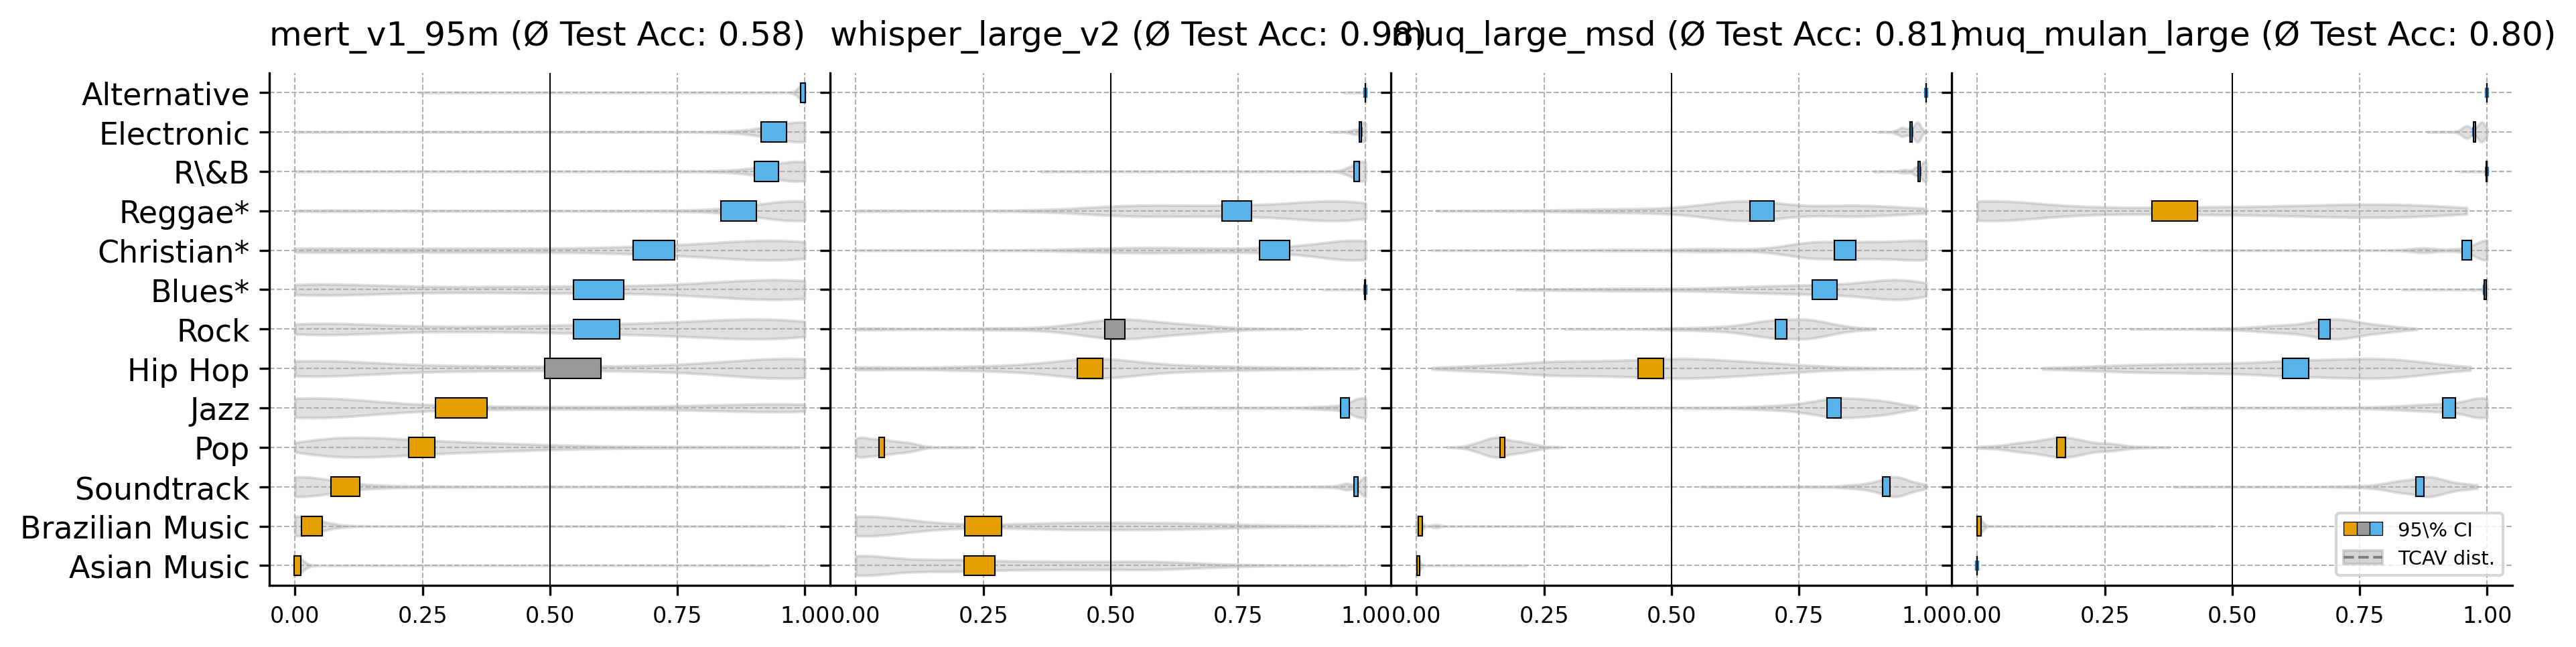 mert_v1_95m (Ø Test Acc: 0.58)
whisper_large_v2 (Ø Test Acc: 0.98)
muq_large_msd (Ø Test Acc: 0.81)
muq_mulan_large (Ø Test Acc: 0.80)
Alternative
Electronic
R\&B
Reggae*
Christian*
Blues*
Rock
Hip Hop
Jazz
Pop
Soundtrack
Brazilian Music
Asian Music
95\% CI
TCAV dist.
0.00 0.25 0.50 0.75 1.00
0.00 0.25 0.50 0.75 1.00
0.00 0.25 0.50 0.75 1.00
0.00 0.25 0.50 0.75 1.00